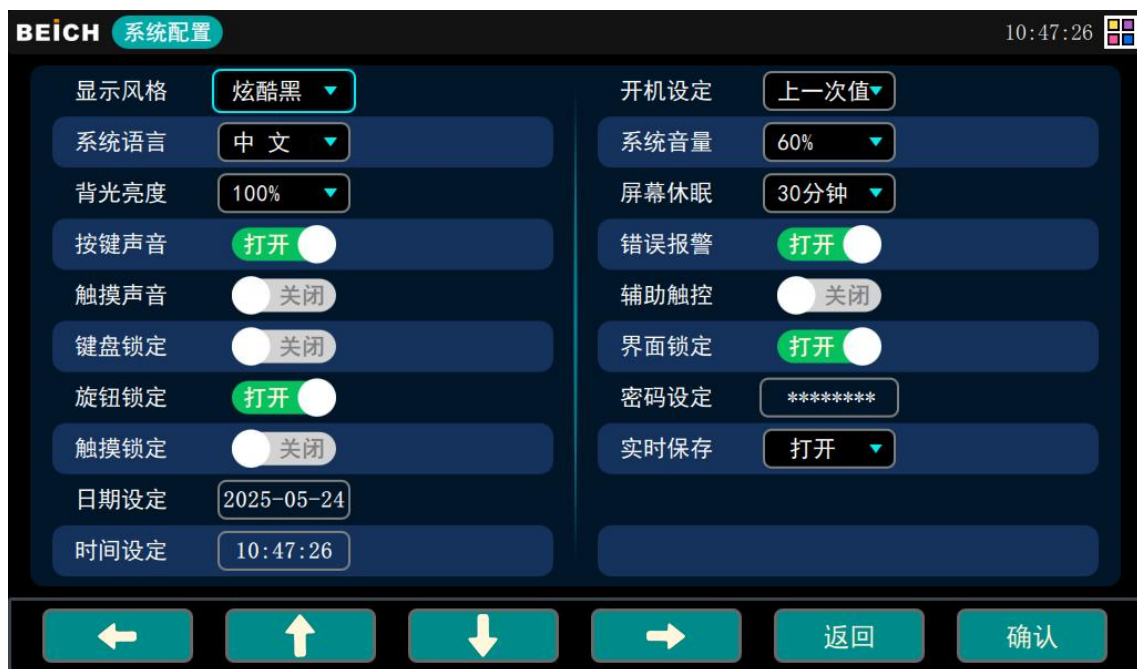 BEICH 系统配置 10:47:26
显示风格 炫酷黑 开机设定 上一次值
系统语言 中 文 系统音量 60%
背光亮度 100% 屏幕休眠 30分钟
按键声音 打开 错误报警 打开
触摸声音 关闭 辅助触控 关闭
键盘锁定 关闭 界面锁定 打开
旋钮锁定 打开 密码设定 ********
触摸锁定 关闭 实时保存 打开
日期设定 2025-05-24
时间设定 10:47:26
返回 确认